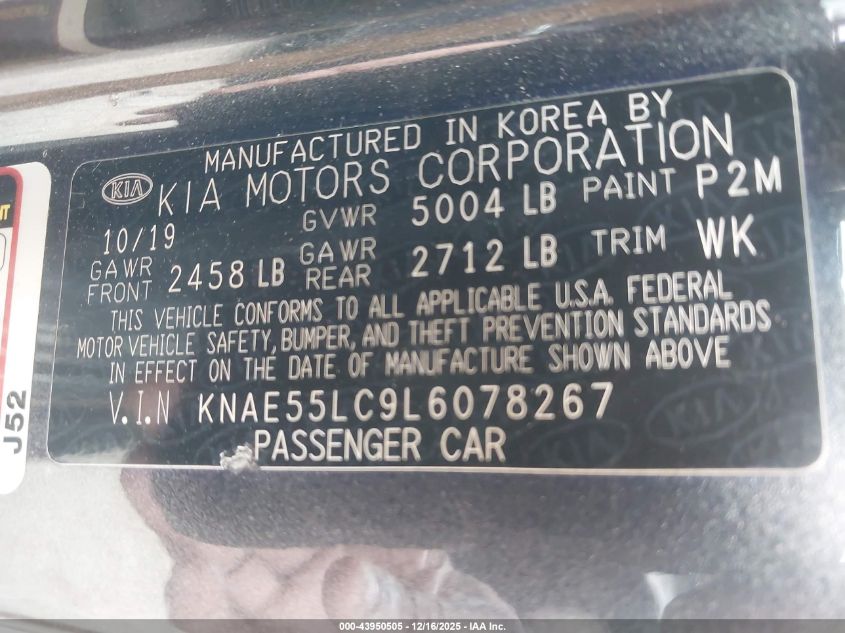 MANUFACTURED IN KOREA BY
KIA KIA MOTORS CORPORATION
10/19 GVWR 5004 LB PAINT P2M
GAWR FRONT 2458 LB GAWR REAR 2712 LB TRIM WK
THIS VEHICLE CONFORMS TO ALL APPLICABLE U.S.A. FEDERAL
MOTOR VEHICLE SAFETY, BUMPER, AND THEFT PREVENTION STANDARDS
IN EFFECT ON THE DATE OF MANUFACTURE SHOWN ABOVE
V.I.N KNAE55LC9L6078267
PASSENGER CAR
J52
000-43950505 - 12/16/2025 - IAA Inc.